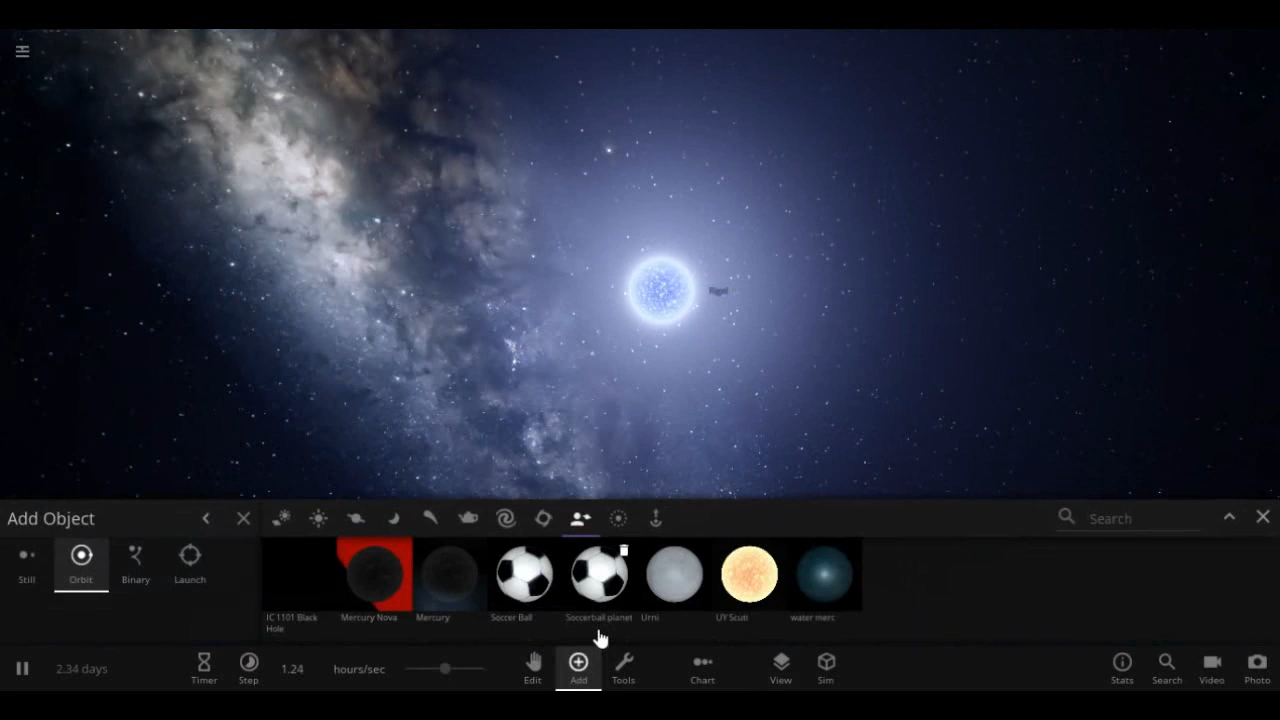 Add Object
Search
Still
Orbit
Binary
Launch
IC 1101 Black
Hole
Mercury Nova
Mercury
Soccer Ball
Soccerball planet
Urni
UY Scuti
water merc
2.34 days
Timer
Step
1.24
hours/sec
Edit
Add
Tools
Chart
View
Sim
Stats
Search
Video
Photo